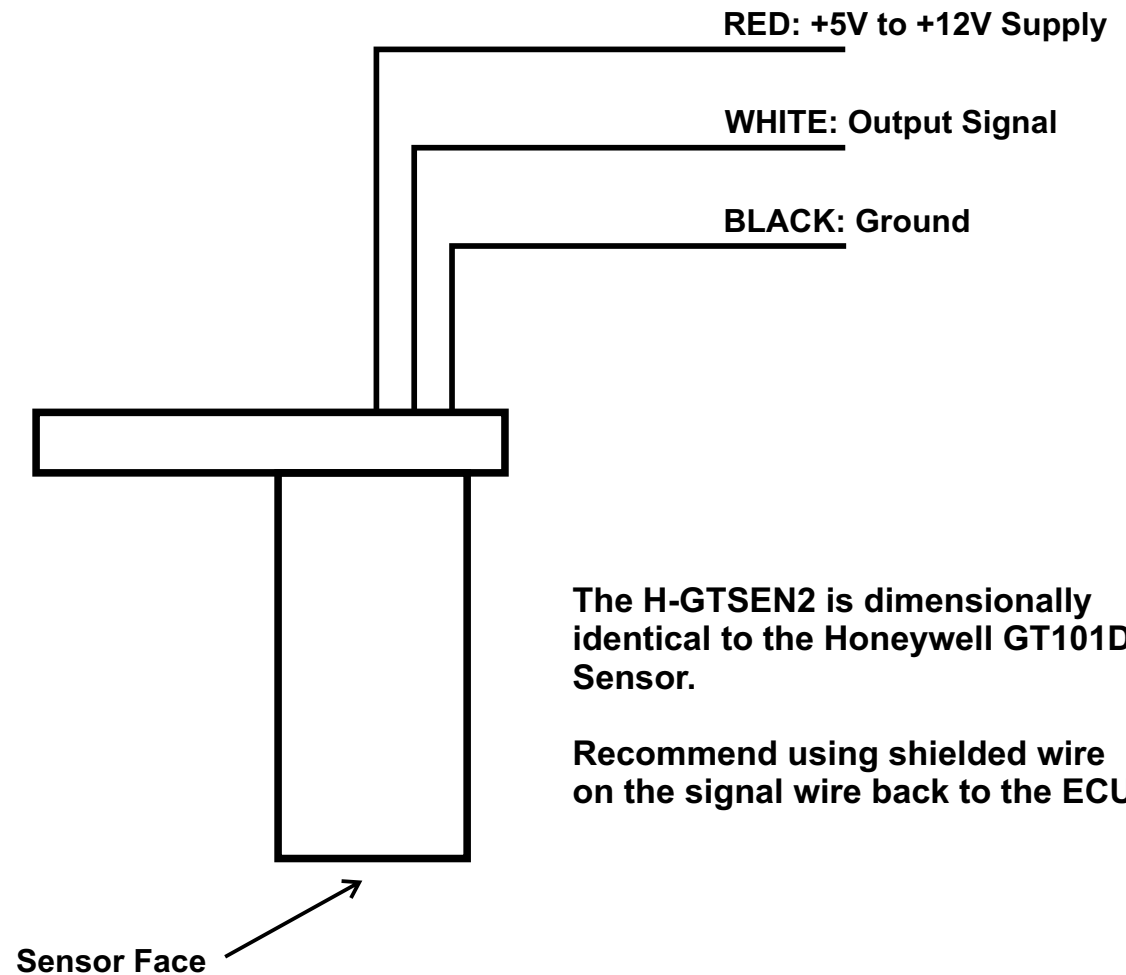 RED: +5V to +12V Supply
WHITE: Output Signal
BLACK: Ground
The H-GTSEN2 is dimensionally
identical to the Honeywell GT101D
Sensor.
Recommend using shielded wire
on the signal wire back to the ECU
Sensor Face